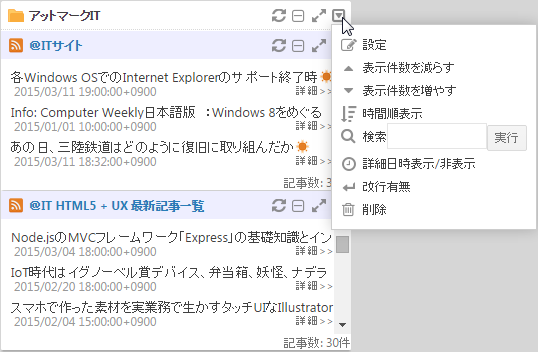 アットマークIT
@ITサイト
各Windows OSでのInternet Explorerのサポート終了時
2015/03/11 19:00:00+0900 詳細>>
Info: Computer Weekly日本語版 ：Windows 8をめぐる
2015/01/01 10:00:00+0900 詳細>>
あの日、三陸鉄道はどのように復旧に取り組んだか
2015/03/11 18:32:00+0900 詳細>>
記事数: 3
@IT HTML5 + UX 最新記事一覧
Node.jsのMVCフレームワーク「Express」の基礎知識とイン
2015/03/04 18:00:00+0900 詳細>>
IoT時代はイグノーベル賞デバイス、弁当箱、妖怪、ナデラ
2015/02/20 18:00:00+0900 詳細>>
スマホで作った素材を実業務で生かすタッチUIなIllustrator
2015/02/04 15:00:00+0900 詳細>>
記事数: 30件
設定
表示件数を減らす
表示件数を増やす
時間順表示
検索 実行
詳細日時表示/非表示
改行有無
削除